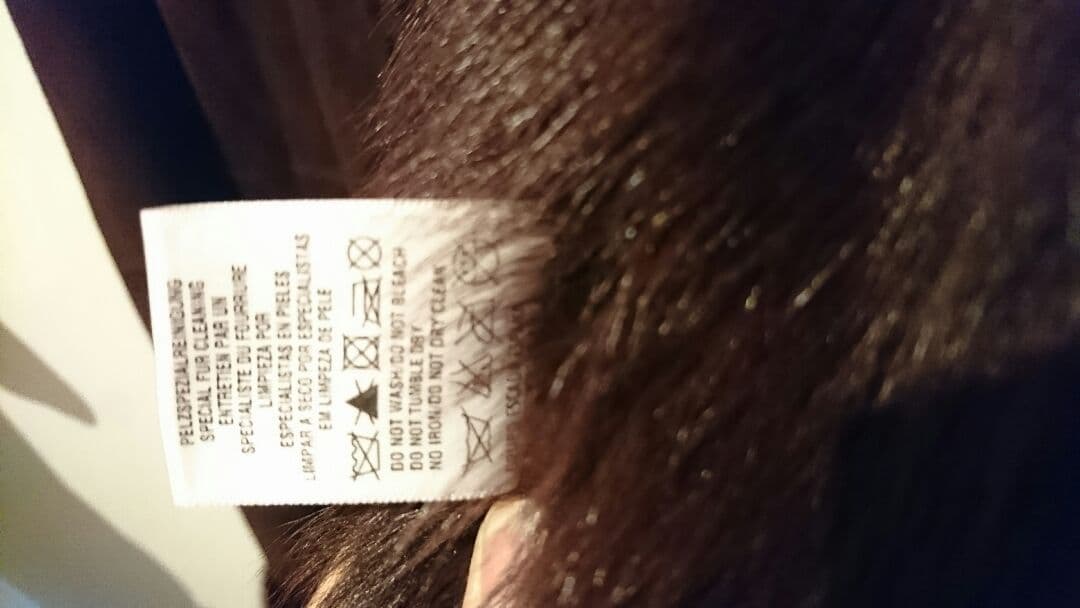 PELZSPEZIALREINIGUNG
SPECIAL FUR CLEANING
ENTRETIEN PAR UN
SPECIALISTE DU FOURRURE
LIMPIEZA POR
ESPECIALISTAS EN PIELES
LIMPAR A SECO POR ESPECIALISTAS
EM LIMPEZA DE PELE
DO NOT WASH/DO NOT BLEACH
DO NOT TUMBLE DRY
NO IRON/DO NOT DRY CLEAN